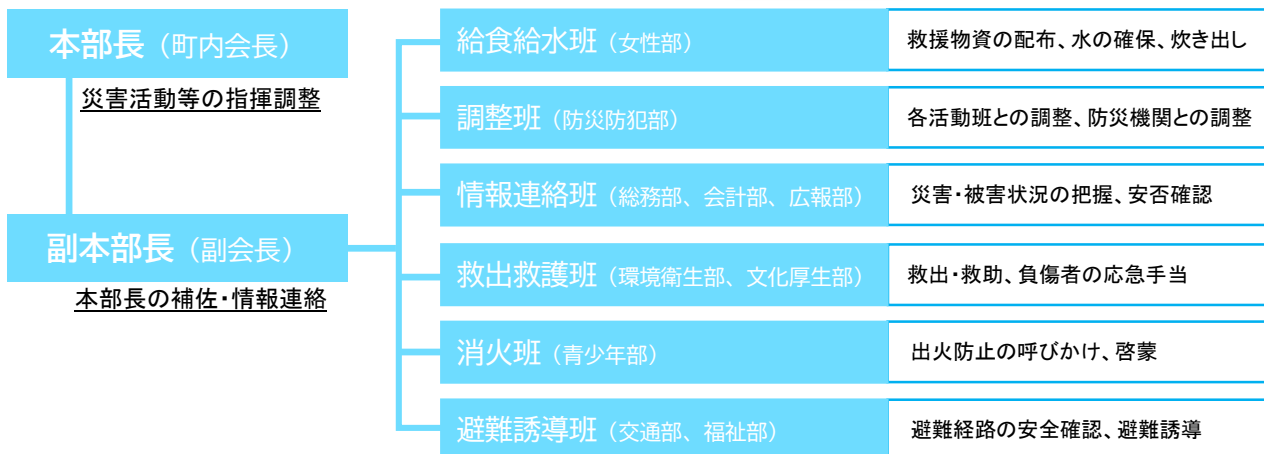 本部長（町内会長）
災害活動等の指揮調整
副本部長（副会長）
本部長の補佐・情報連絡
給食給水班（女性部）
救援物資の配布、水の確保、炊き出し
調整班（防災防犯部）
各活動班との調整、防災機関との調整
情報連絡班（総務部、会計部、広報部）
災害・被害状況の把握、安否確認
救出救護班（環境衛生部、文化厚生部）
救出・救助、負傷者の応急手当
消火班（青少年部）
出火防止の呼びかけ、啓蒙
避難誘導班（交通部、福祉部）
避難経路の安全確認、避難誘導